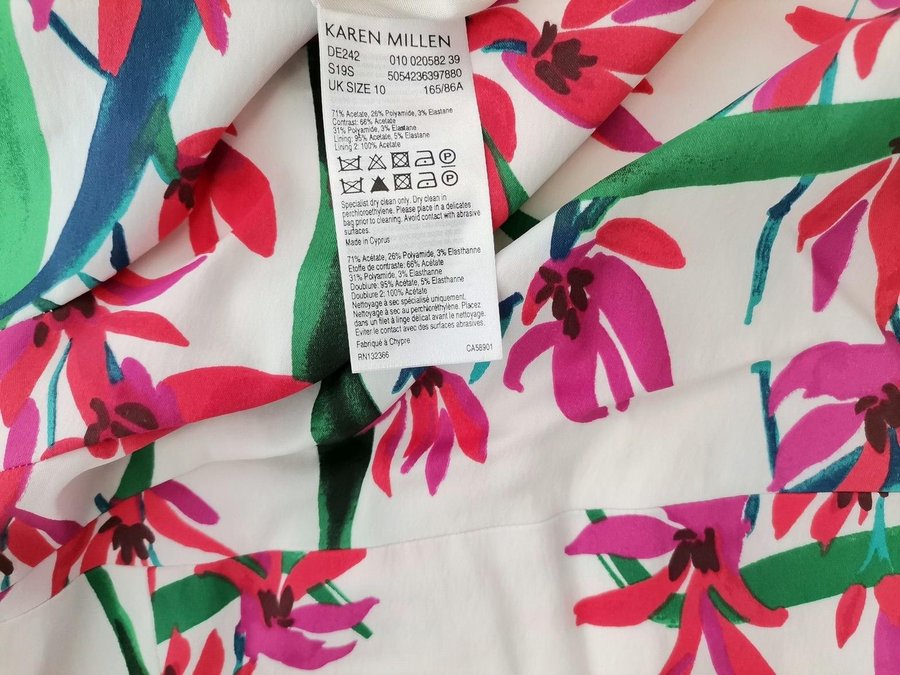 KAREN MILLEN
DE242 010 020582 39
S19S 5054236397880
UK SIZE 10 165/86A
71% Acetate, 26% Polyamide, 3% Elastane
Contrast: 66% Acetate
31% Polyamide, 3% Elastane
Lining: 95% Acetate, 5% Elastane
Lining 2: 100% Acetate
P
P
Specialist dry clean only. Dry clean in
perchloroethylene. Please place in a delicates
bag prior to cleaning. Avoid contact with abrasive
surfaces.
Made in Cyprus
71% Acétate, 26% Polyamide, 3% Elasthanne
Etoffe de contraste: 66% Acétate
31% Polyamide, 3% Elasthanne
Doublure: 95% Acétate, 5% Elasthanne
Doublure 2: 100% Acétate
Nettoyage à sec spécialisé uniquement.
Nettoyage à sec au perchloréthylène. Placez
dans un filet à linge délicat avant le nettoyage.
Eviter le contact avec des surfaces abrasives.
Fabriqué à Chypre
RN132366 CA58901